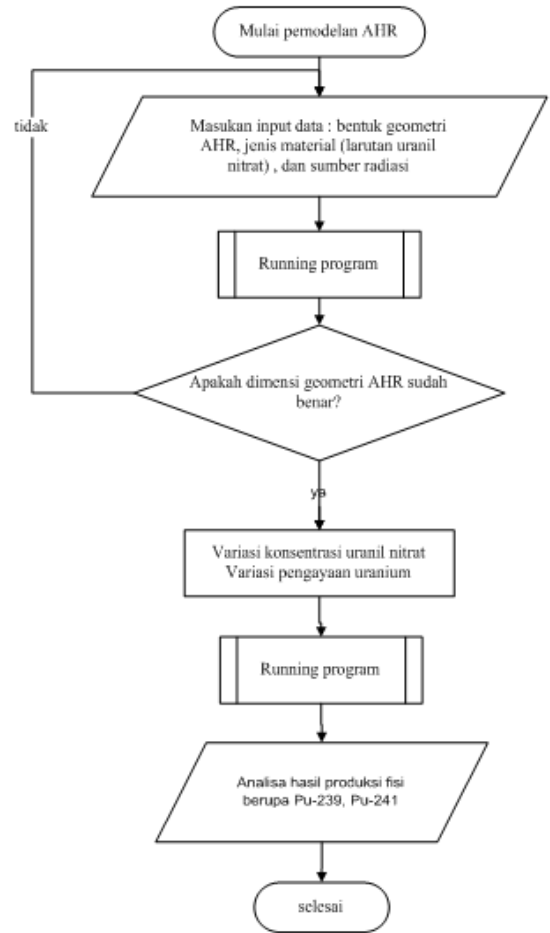 Mulai pemodelan AHR
tidak
Masukan input data : bentuk geometri
AHR, jenis material (larutan uranil
nitrat) , dan sumber radiasi
Running program
Apakah dimensi geometri AHR sudah
benar?
ya
Variasi konsentrasi uranil nitrat
Variasi pengayaan uranium
Running program
Analisa hasil produksi fisi
berupa Pu-239, Pu-241
selesai